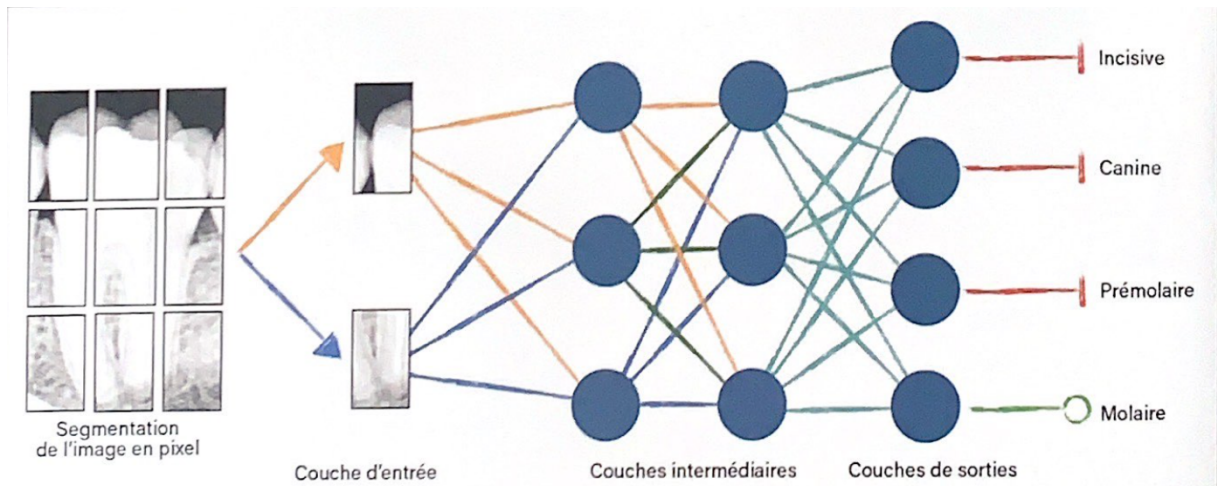 Incisive
Canine
Prémolaire
Molaire
Segmentation
de l'image en pixel
Couche d'entrée
Couches intermédiaires
Couches de sorties